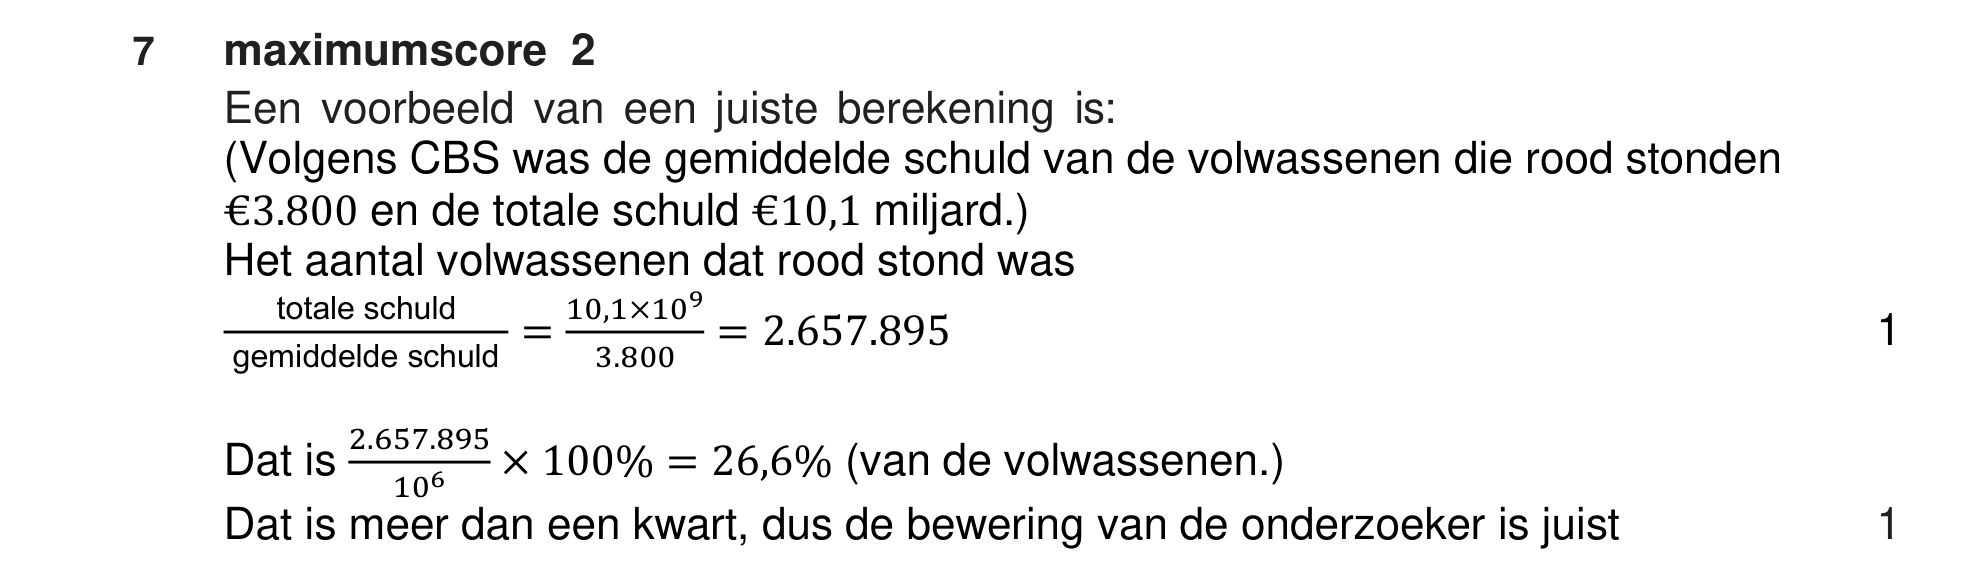 7 maximumscore 2
Een voorbeeld van een juiste berekening is:
(Volgens CBS was de gemiddelde schuld van de volwassenen die rood stonden
€3.800 en de totale schuld €10,1 miljard.)
Het aantal volwassenen dat rood stond was
totale schuld / gemiddelde schuld = 10,1×10⁹ / 3.800 = 2.657.895 1
Dat is 2.657.895 / 10⁶ × 100% = 26,6% (van de volwassenen.)
Dat is meer dan een kwart, dus de bewering van de onderzoeker is juist 1